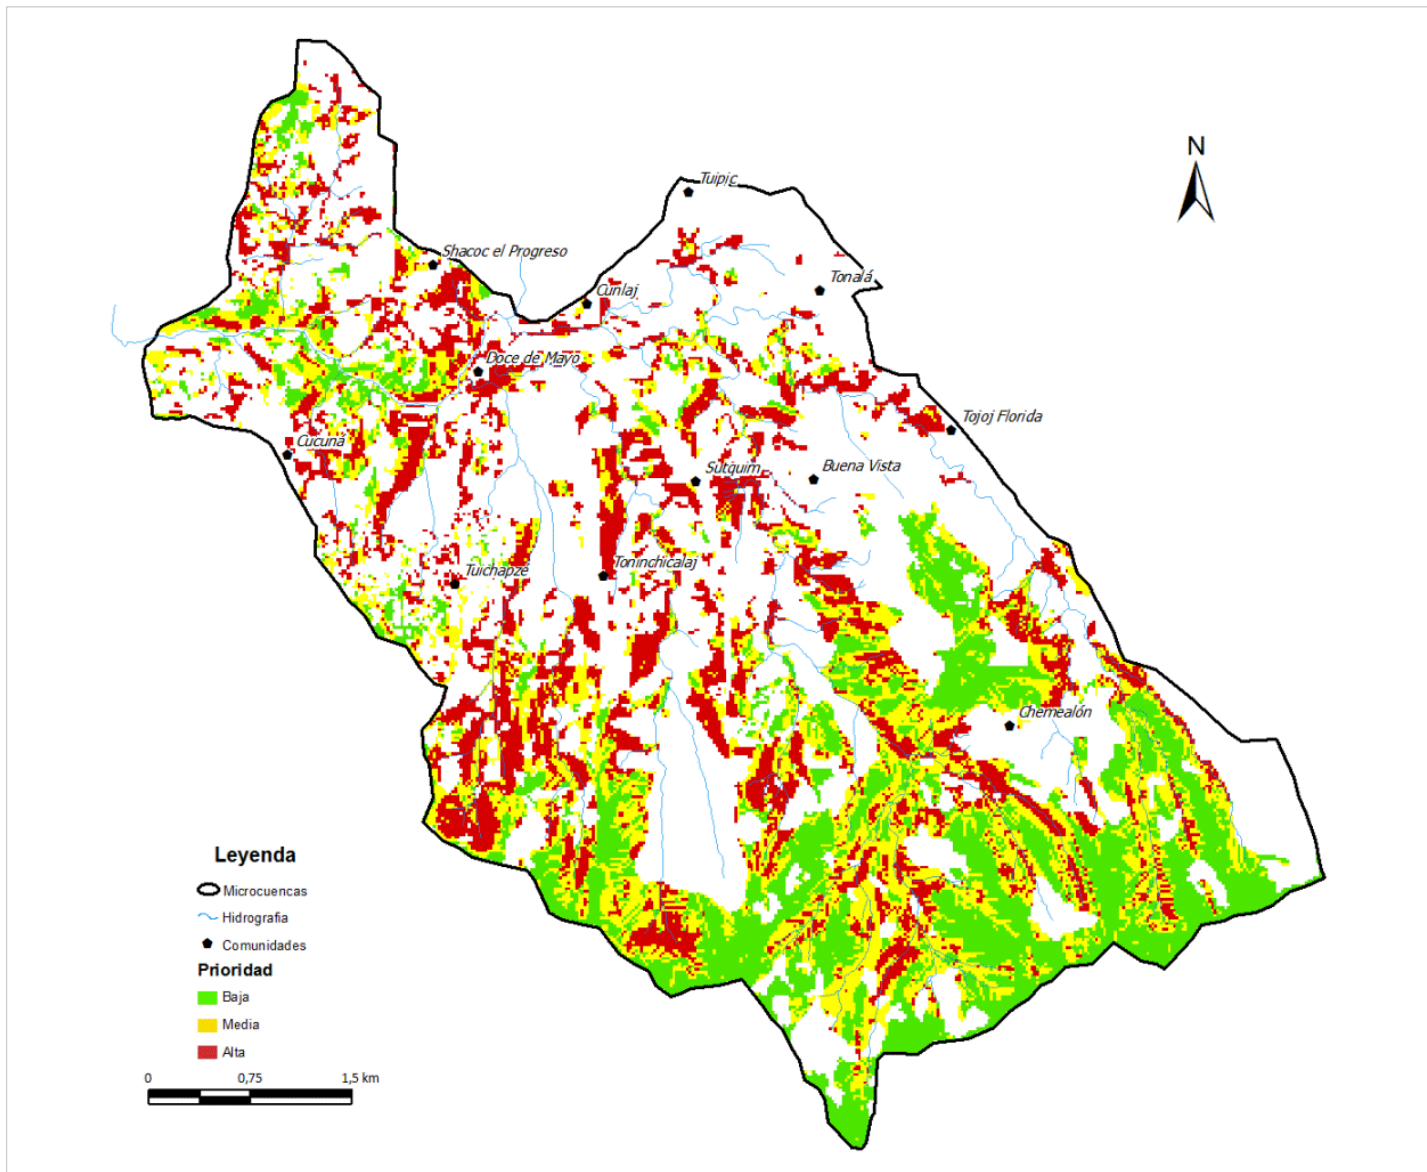 N
Tuipic
Shacoc el Progreso
Tonalá
Cunlaj
Doce de Mayo
Tojoj Florida
Cucuná
Sutquim
Buena Vista
Toninchicalaj
Tuichapzé
Chemealón
Leyenda
Microcuencas
Hidrografia
Comunidades
Prioridad
Baja
Media
Alta
0 0,75 1,5 km